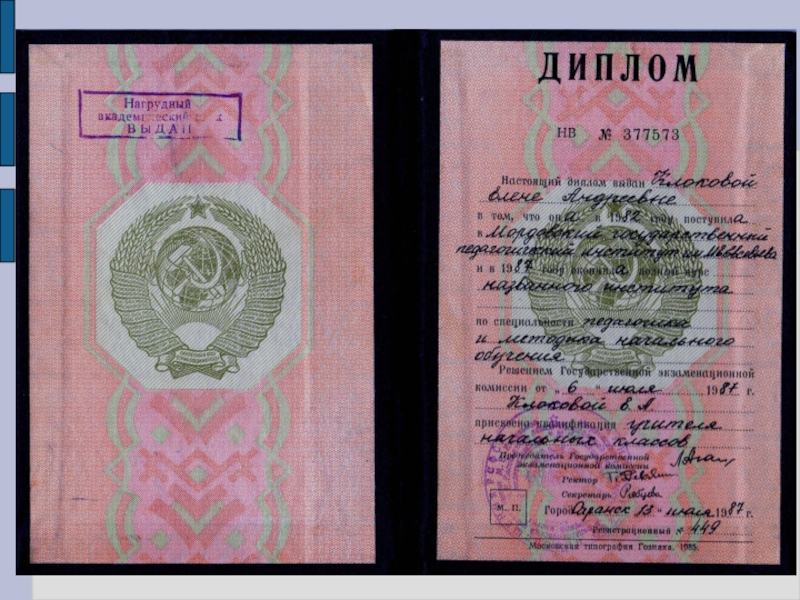 Нагрудный
академический знак
ВЫДАН
ДИПЛОМ
НВ № 377573
Настоящий диплом выдан Клоковой
Елене Андреевне
в том, что она в 1982 году поступила
в Мордовский государственный
педагогический институт им. М.Е. Евсевьева
и в 1987 году окончила полный курс
названного института
по специальности педагогика
и методика начального
обучения
Решением Государственной экзаменационной
комиссии от „6“ июля 1987 г.
Клоковой Е. А.
присвоена квалификация учителя
начальных классов
Председатель Государственной
экзаменационной комиссии
Ректор
Секретарь
М. П.
Город Саранск 13 “ июля 1987 г.
Регистрационный № 449
Московская типография Гознака. 1985.